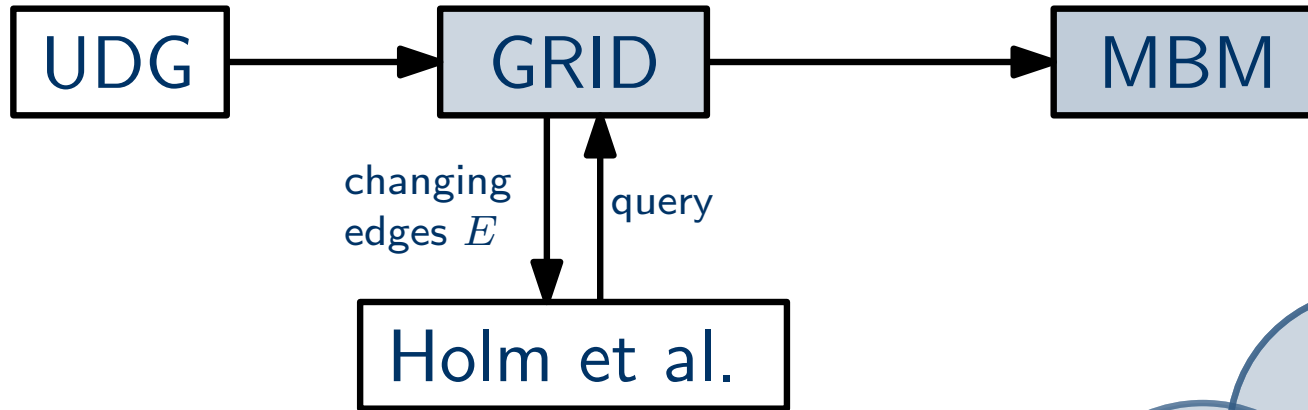 UDG
GRID
MBM
changing
edges E
query
Holm et al.